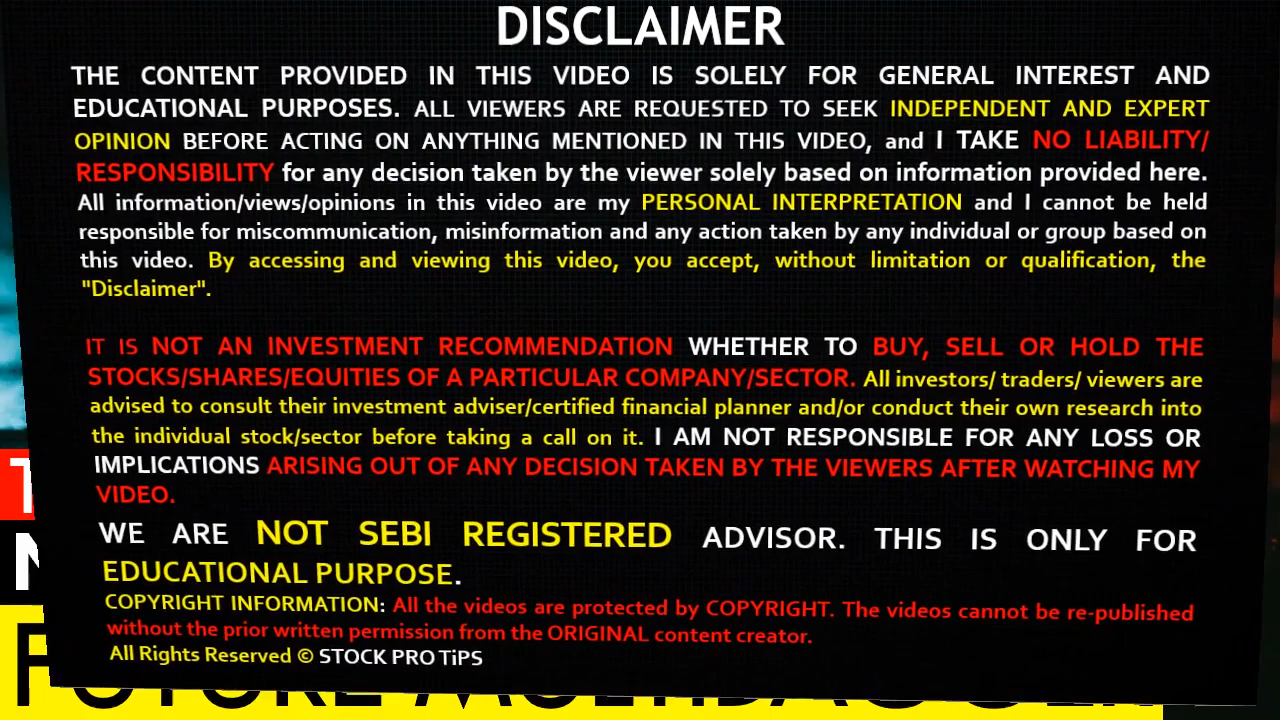 DISCLAIMER
THE CONTENT PROVIDED IN THIS VIDEO IS SOLELY FOR GENERAL INTEREST AND
EDUCATIONAL PURPOSES. ALL VIEWERS ARE REQUESTED TO SEEK INDEPENDENT AND EXPERT
OPINION BEFORE ACTING ON ANYTHING MENTIONED IN THIS VIDEO, and I TAKE NO LIABILITY/
RESPONSIBILITY for any decision taken by the viewer solely based on information provided here.
All information/views/opinions in this video are my PERSONAL INTERPRETATION and I cannot be held
responsible for miscommunication, misinformation and any action taken by any individual or group based on
this video. By accessing and viewing this video, you accept, without limitation or qualification, the
"Disclaimer".
IT IS NOT AN INVESTMENT RECOMMENDATION WHETHER TO BUY, SELL OR HOLD THE
STOCKS/SHARES/EQUITIES OF A PARTICULAR COMPANY/SECTOR. All investors/ traders/ viewers are
advised to consult their investment adviser/certified financial planner and/or conduct their own research into
the individual stock/sector before taking a call on it. I AM NOT RESPONSIBLE FOR ANY LOSS OR
IMPLICATIONS ARISING OUT OF ANY DECISION TAKEN BY THE VIEWERS AFTER WATCHING MY
VIDEO.
WE ARE NOT SEBI REGISTERED ADVISOR. THIS IS ONLY FOR
EDUCATIONAL PURPOSE.
COPYRIGHT INFORMATION: All the videos are protected by COPYRIGHT. The videos cannot be re-published
without the prior written permission from the ORIGINAL content creator.
All Rights Reserved © STOCK PRO TiPS